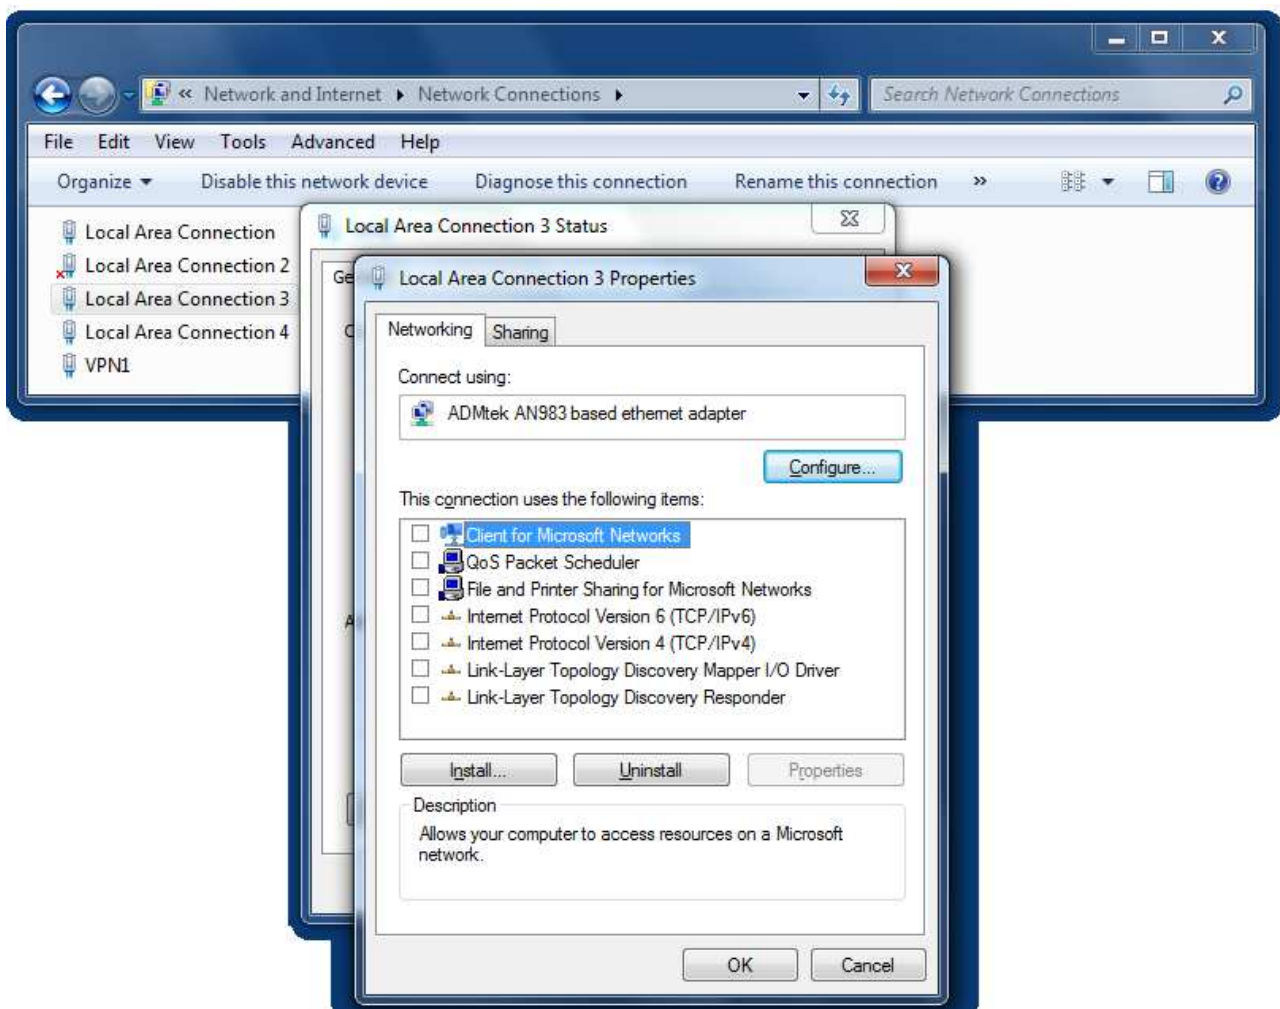 « Network and Internet ▸ Network Connections ▸
Search Network Connections
File Edit View Tools Advanced Help
Organize Disable this network device Diagnose this connection Rename this connection »
Local Area Connection
Local Area Connection 2
Local Area Connection 3
Local Area Connection 4
VPN1
Local Area Connection 3 Status
Ge
C
A
Local Area Connection 3 Properties
Networking Sharing
Connect using:
ADMtek AN983 based ethernet adapter
Configure...
This connection uses the following items:
Client for Microsoft Networks
QoS Packet Scheduler
File and Printer Sharing for Microsoft Networks
Internet Protocol Version 6 (TCP/IPv6)
Internet Protocol Version 4 (TCP/IPv4)
Link-Layer Topology Discovery Mapper I/O Driver
Link-Layer Topology Discovery Responder
Install... Uninstall Properties
Description
Allows your computer to access resources on a Microsoft
network.
OK Cancel